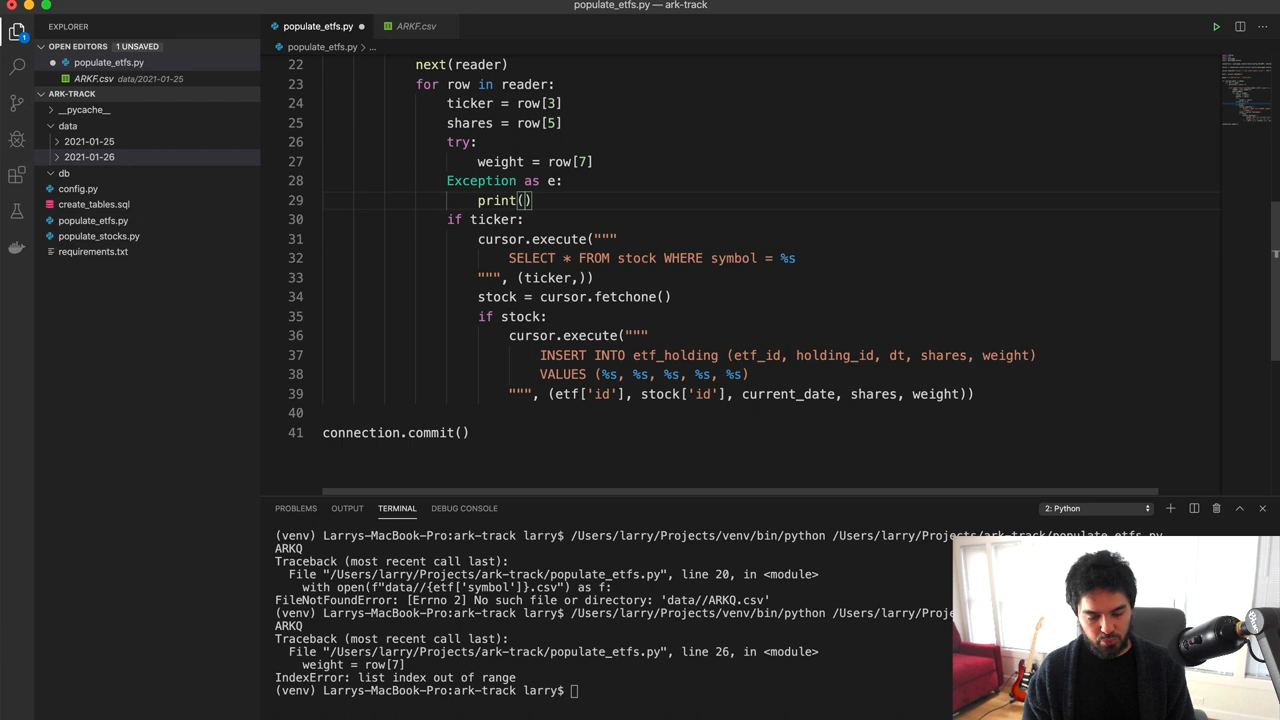 populate_etfs.py — ark-track
EXPLORER
populate_etfs.py
ARKF.csv
OPEN EDITORS 1 UNSAVED
populate_etfs.py > ...
populate_etfs.py
ARKF.csv data/2021-01-25
ARK-TRACK
__pycache__
data
2021-01-25
2021-01-26
db
config.py
create_tables.sql
populate_etfs.py
populate_stocks.py
requirements.txt
22 next(reader)
23 for row in reader:
24 ticker = row[3]
25 shares = row[5]
26 try:
27 weight = row[7]
28 Exception as e:
29 print()
30 if ticker:
31 cursor.execute("""
32 SELECT * FROM stock WHERE symbol = %s
33 """, (ticker,))
34 stock = cursor.fetchone()
35 if stock:
36 cursor.execute("""
37 INSERT INTO etf_holding (etf_id, holding_id, dt, shares, weight)
38 VALUES (%s, %s, %s, %s, %s)
39 """, (etf['id'], stock['id'], current_date, shares, weight))
40
41 connection.commit()
PROBLEMS OUTPUT TERMINAL DEBUG CONSOLE 2: Python
(venv) Larrys-MacBook-Pro:ark-track larry$ /Users/larry/Projects/venv/bin/python /Users/larry/Projects/ark-track/populate_etfs.py
ARKQ
Traceback (most recent call last):
File "/Users/larry/Projects/ark-track/populate_etfs.py", line 20, in <module>
with open(f"data//{etf['symbol']}.csv") as f:
FileNotFoundError: [Errno 2] No such file or directory: 'data//ARKQ.csv'
(venv) Larrys-MacBook-Pro:ark-track larry$ /Users/larry/Projects/venv/bin/python /Users/larry/Proj
ARKQ
Traceback (most recent call last):
File "/Users/larry/Projects/ark-track/populate_etfs.py", line 26, in <module>
weight = row[7]
IndexError: list index out of range
(venv) Larrys-MacBook-Pro:ark-track larry$